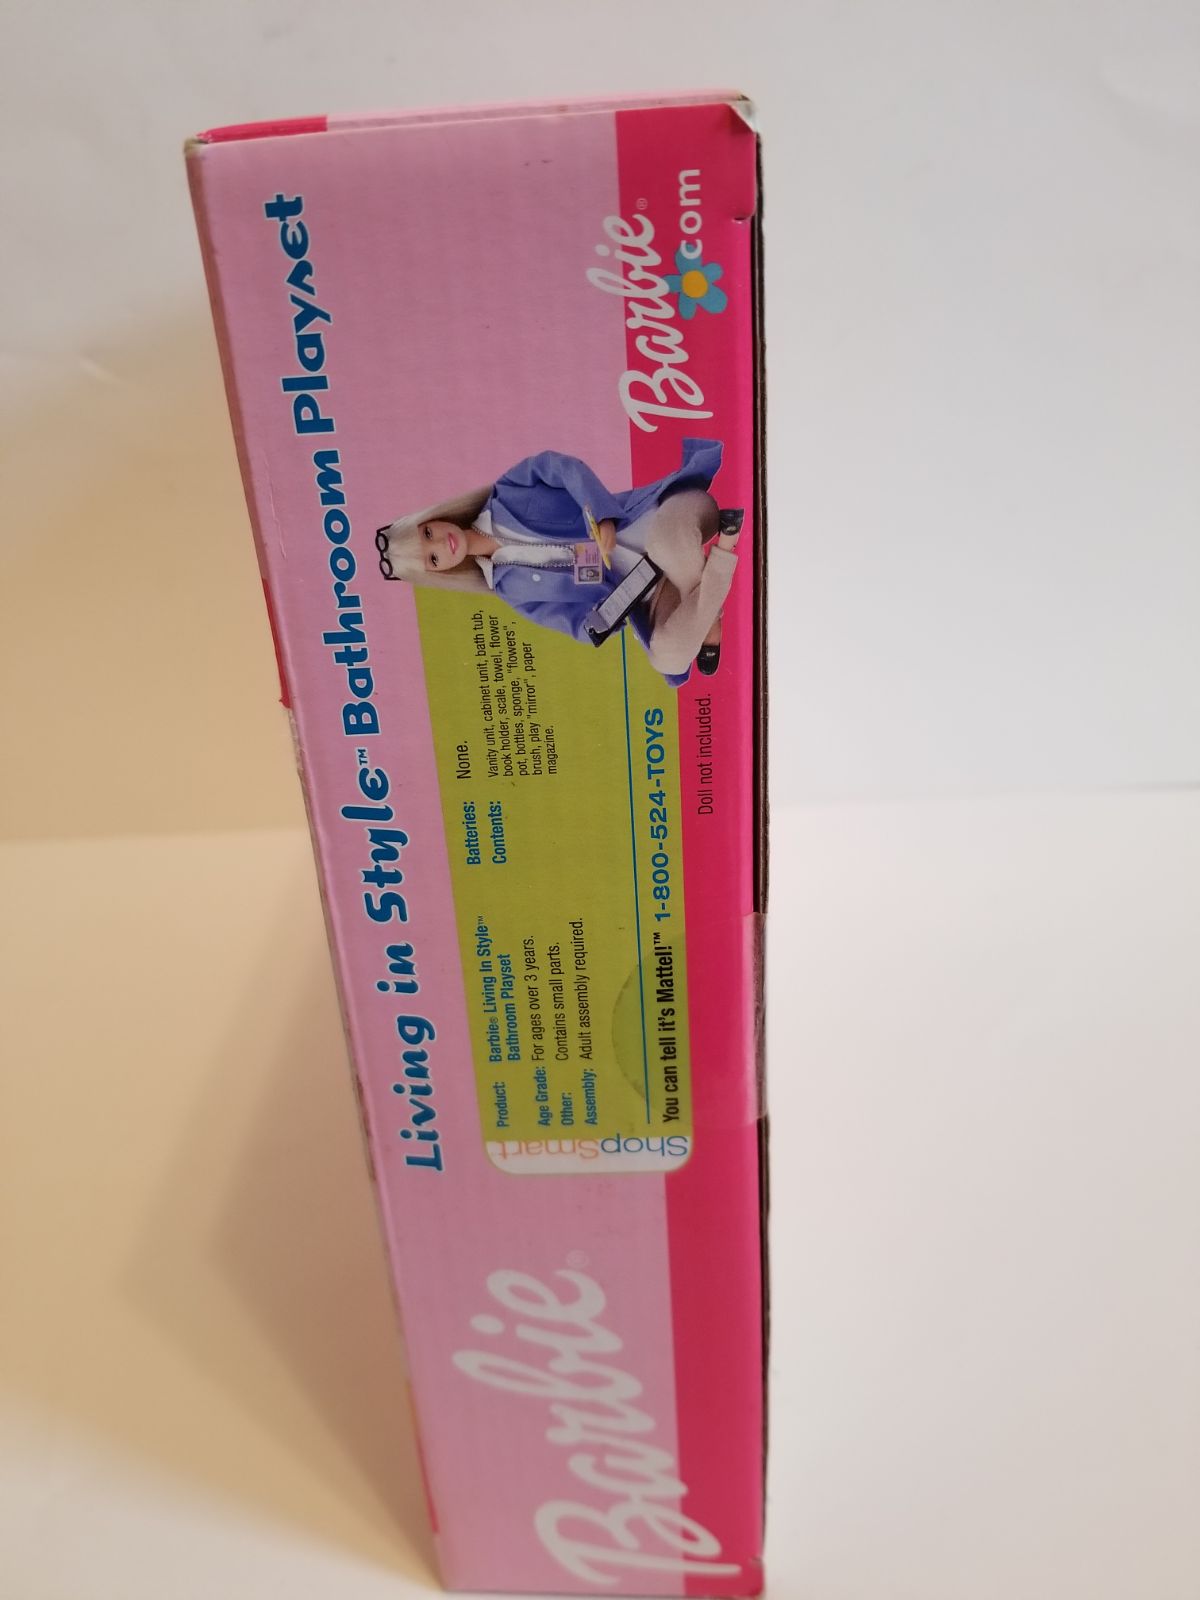 Barbie®
Living in Style™ Bathroom Playset
ShopSmart
Product: Barbie® Living In Style™
Bathroom Playset
Age Grade: For ages over 3 years.
Other: Contains small parts.
Assembly: Adult assembly required.
Batteries: None.
Contents: Vanity unit, cabinet unit, bath tub,
book holder, scale, towel, flower
pot, bottles, sponge, "flowers",
brush, play "mirror", paper
magazine.
You can tell it's Mattel!™ 1-800-524-TOYS
Doll not included.
Barbie®
com